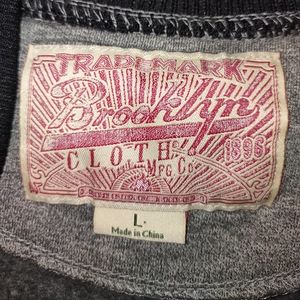 TRADEMARK
Brooklyn
CLOTH
MFG Co.
1896
L.
Made in China